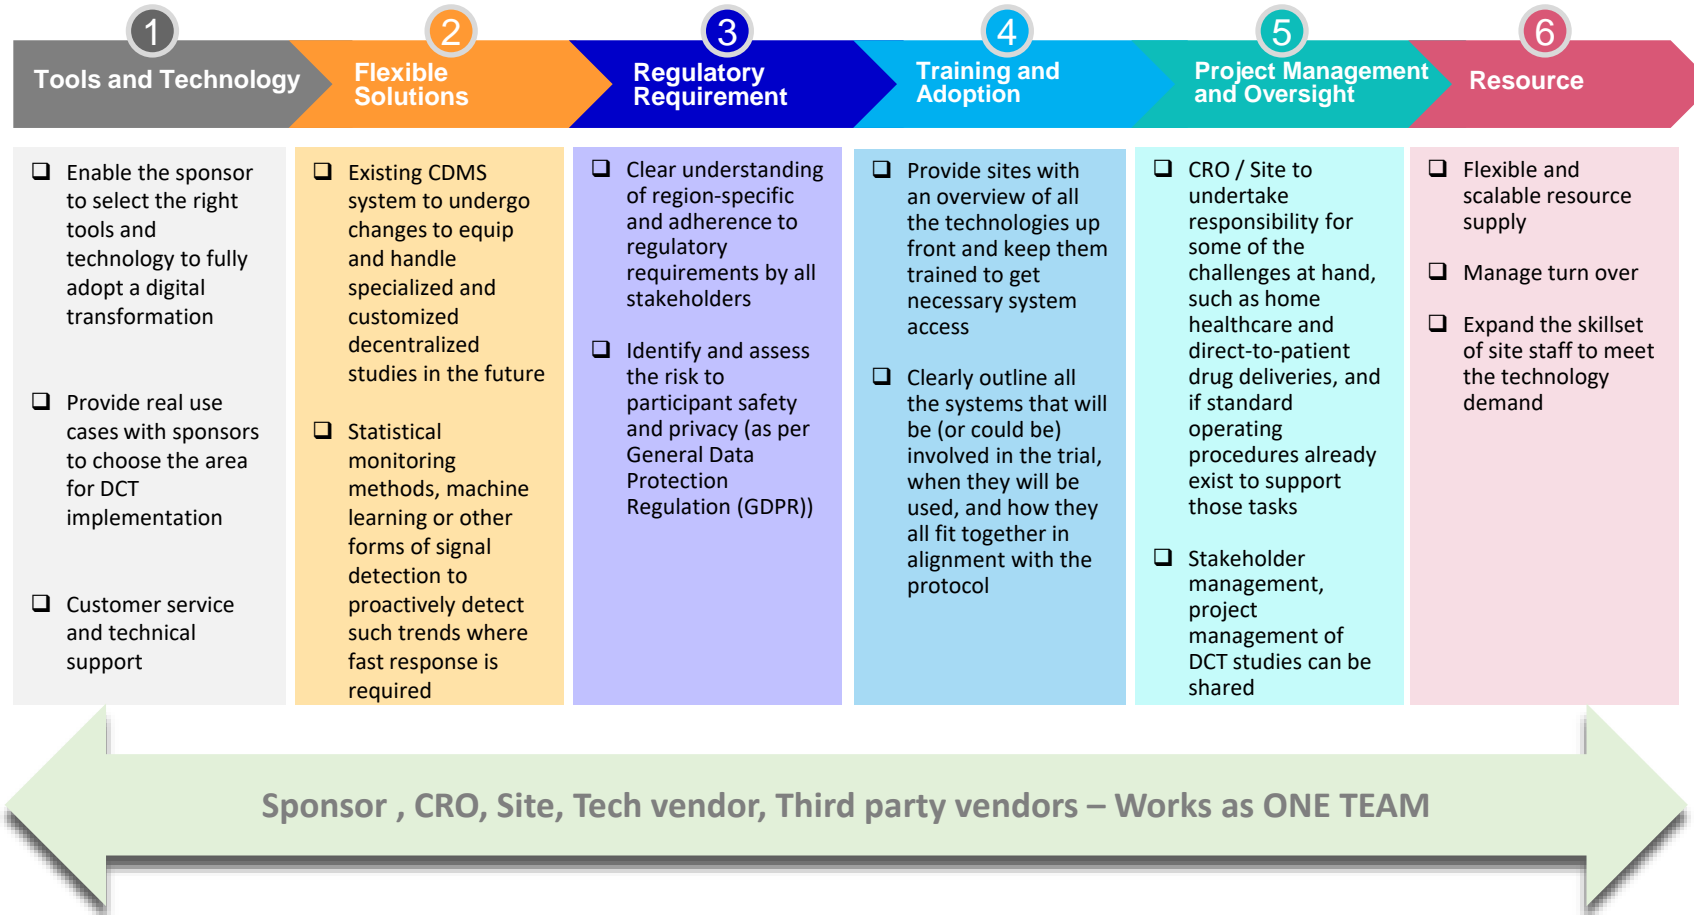 1
Tools and Technology
2
Flexible
Solutions
3
Regulatory
Requirement
4
Training and
Adoption
5
Project Management
and Oversight
6
Resource
Enable the sponsor
to select the right
tools and
technology to fully
adopt a digital
transformation
Provide real use
cases with sponsors
to choose the area
for DCT
implementation
Customer service
and technical
support
Existing CDMS
system to undergo
changes to equip
and handle
specialized and
customized
decentralized
studies in the future
Statistical
monitoring
methods, machine
learning or other
forms of signal
detection to
proactively detect
such trends where
fast response is
required
Clear understanding
of region-specific
and adherence to
regulatory
requirements by all
stakeholders
Identify and assess
the risk to
participant safety
and privacy (as per
General Data
Protection
Regulation (GDPR))
Provide sites with
an overview of all
the technologies up
front and keep them
trained to get
necessary system
access
Clearly outline all
the systems that will
be (or could be)
involved in the trial,
when they will be
used, and how they
all fit together in
alignment with the
protocol
CRO / Site to
undertake
responsibility for
some of the
challenges at hand,
such as home
healthcare and
direct-to-patient
drug deliveries, and
if standard
operating
procedures already
exist to support
those tasks
Stakeholder
management,
project
management of
DCT studies can be
shared
Flexible and
scalable resource
supply
Manage turn over
Expand the skillset
of site staff to meet
the technology
demand
Sponsor , CRO, Site, Tech vendor, Third party vendors – Works as ONE TEAM